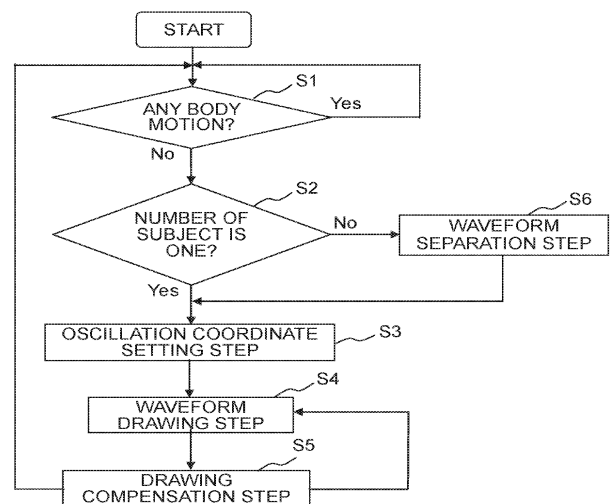 START
S1
ANY BODY
MOTION?
Yes
No
S2
NUMBER OF
SUBJECT IS
ONE?
No
S6
WAVEFORM
SEPARATION STEP
Yes
OSCILLATION COORDINATE
SETTING STEP
S3
S4
WAVEFORM
DRAWING STEP
S5
DRAWING
COMPENSATION STEP